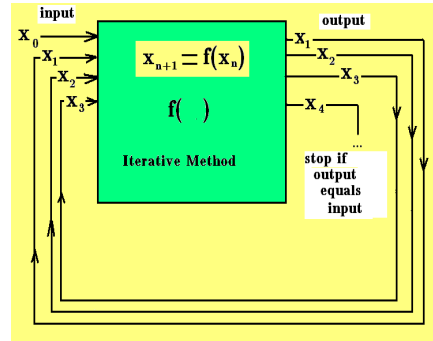 input
output
X₀
X₁
X₂
X₃
xₙ₊₁ = f(xₙ)
f( )
Iterative Method
X₁
X₂
X₃
X₄
...
stop if
output
equals
input